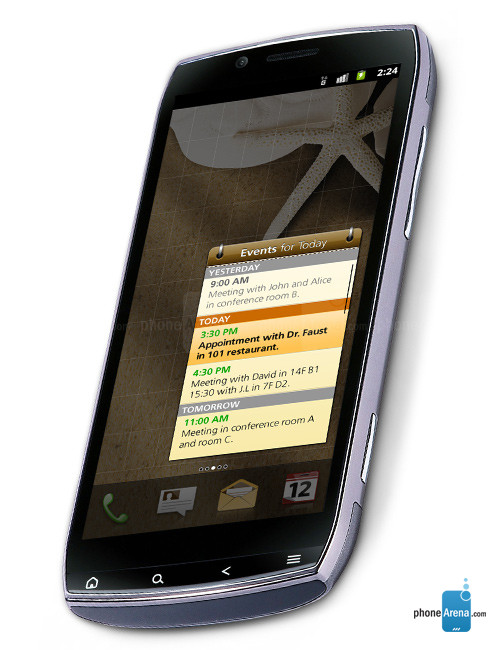 2:24
Events for Today
YESTERDAY
9:00 AM
Meeting with John and Alice
in conference room B.
TODAY
3:30 PM
Appointment with Dr. Faust
in 101 restaurant.
4:30 PM
Meeting with David in 14F B1
15:30 with J.L in 7F D2.
TOMORROW
11:00 AM
Meeting in conference room A
and room C.
12
phoneArena.com